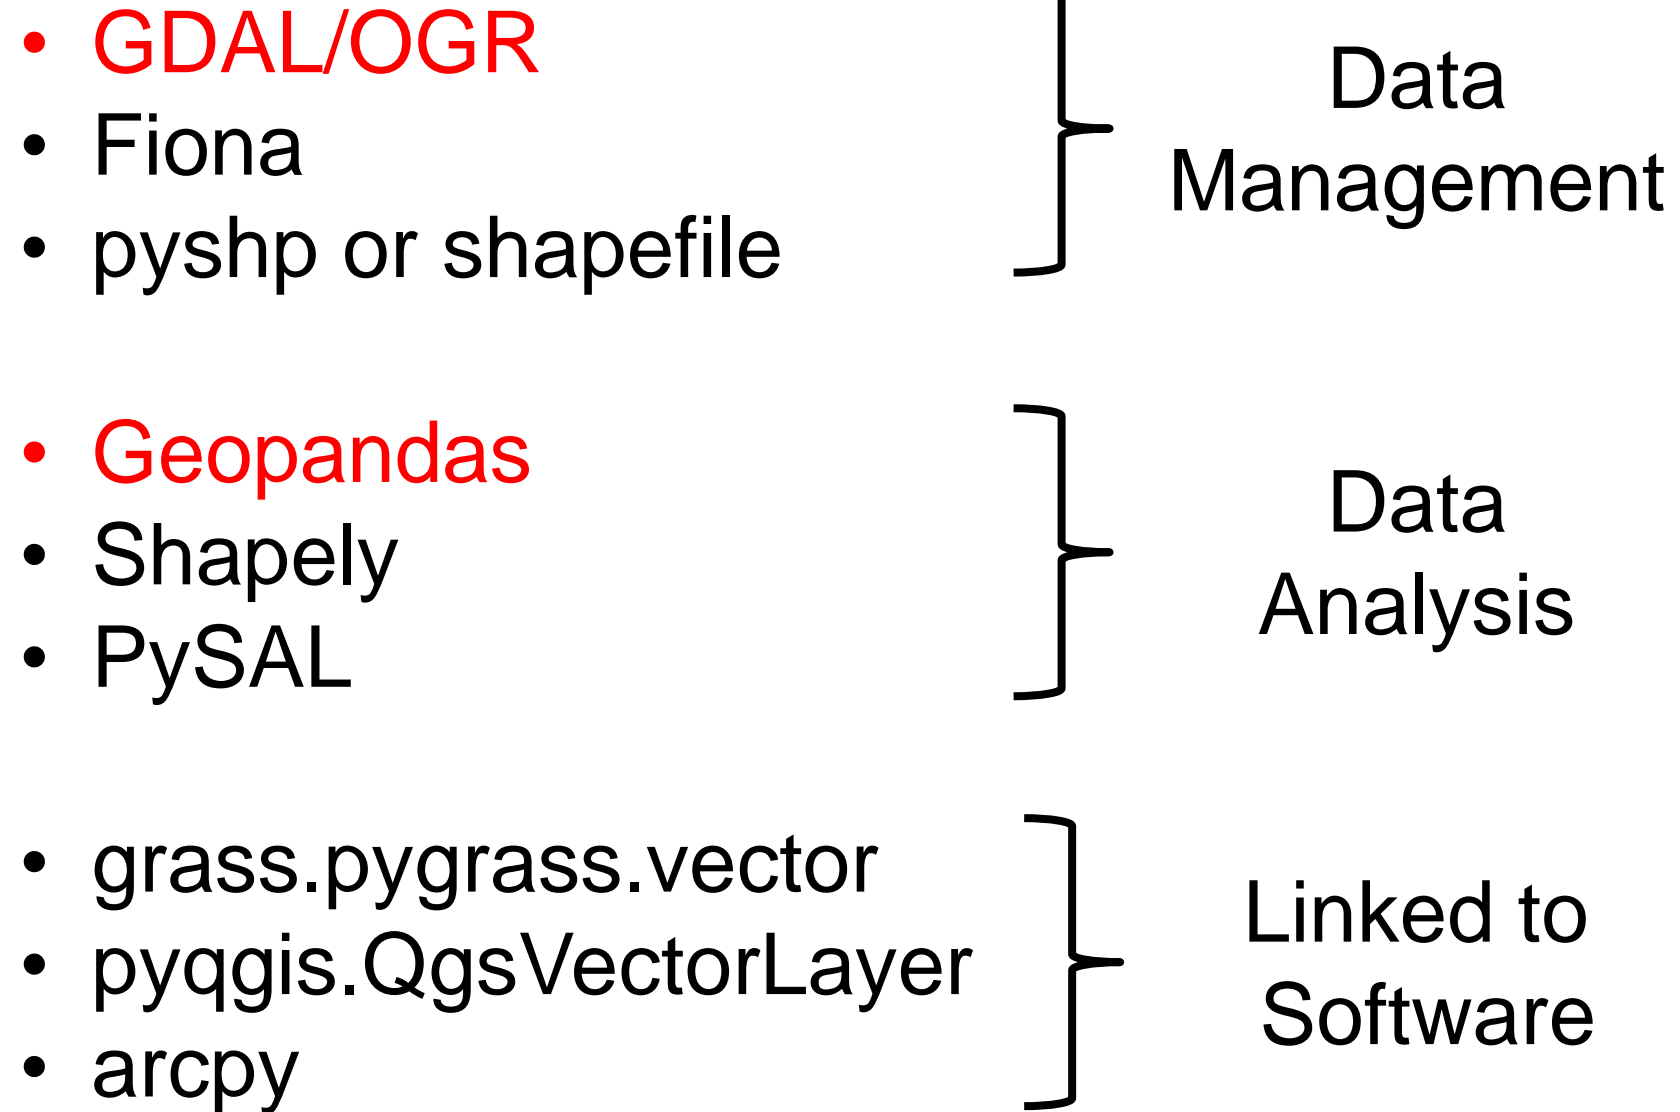 • GDAL/OGR
• Fiona
• pyshp or shapefile
Data
Management
• Geopandas
• Shapely
• PySAL
Data
Analysis
• grass.pygrass.vector
• pyqgis.QgsVectorLayer
• arcpy
Linked to
Software